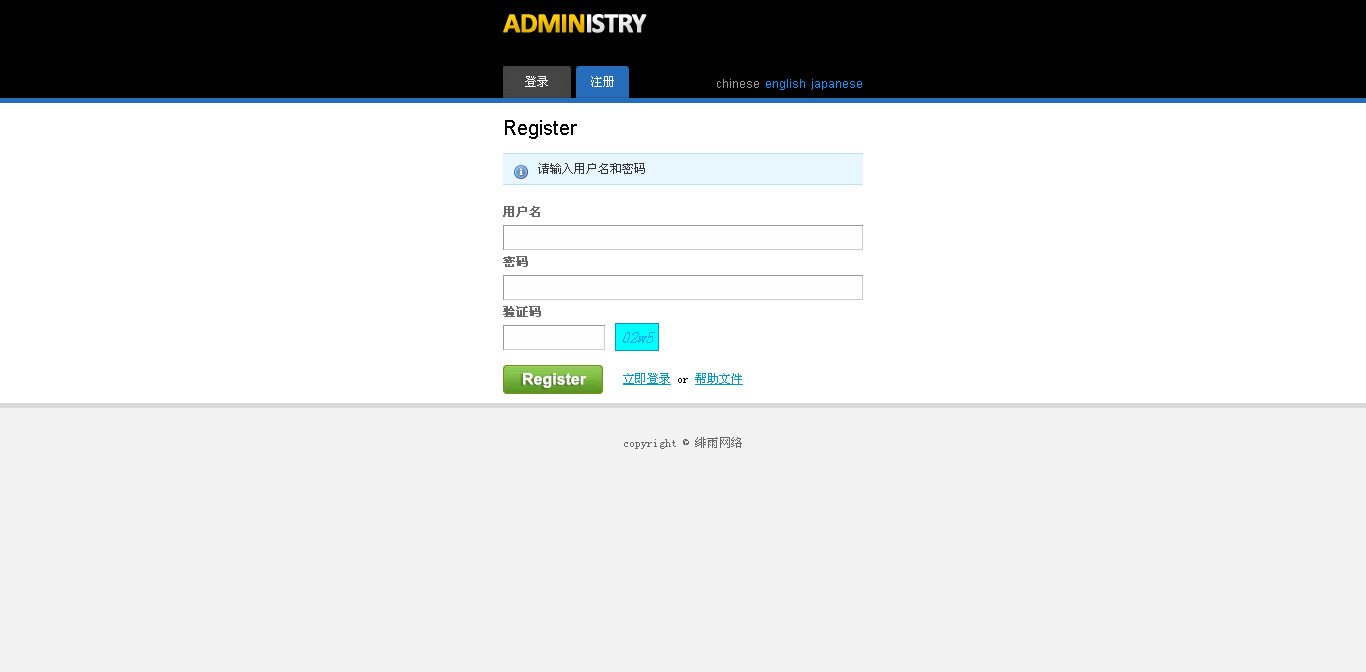 ADMINISTRY
登录 注册 chinese english japanese
Register
请输入用户名和密码
用户名
密码
验证码
02w5
Register 立即登录 or 帮助文件
copyright © 绯雨网络